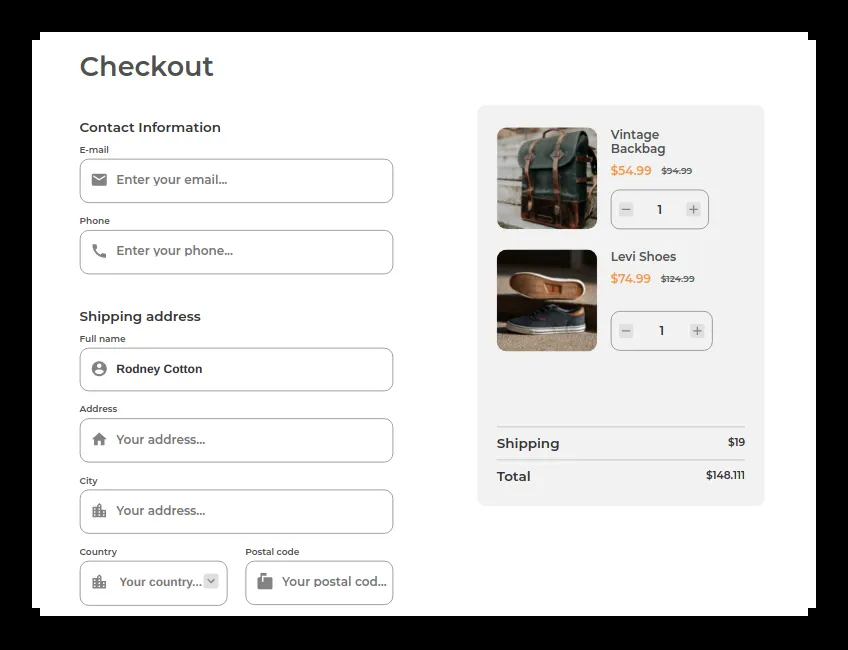 Checkout
Contact Information
E-mail
Enter your email...
Phone
Enter your phone...
Shipping address
Full name
Rodney Cotton
Address
Your address...
City
Your address...
Country
Postal code
Your country...
Your postal cod...
Vintage
Backbag
$54.99 $94.99
1
Levi Shoes
$74.99 $124.99
1
Shipping $19
Total $148.111